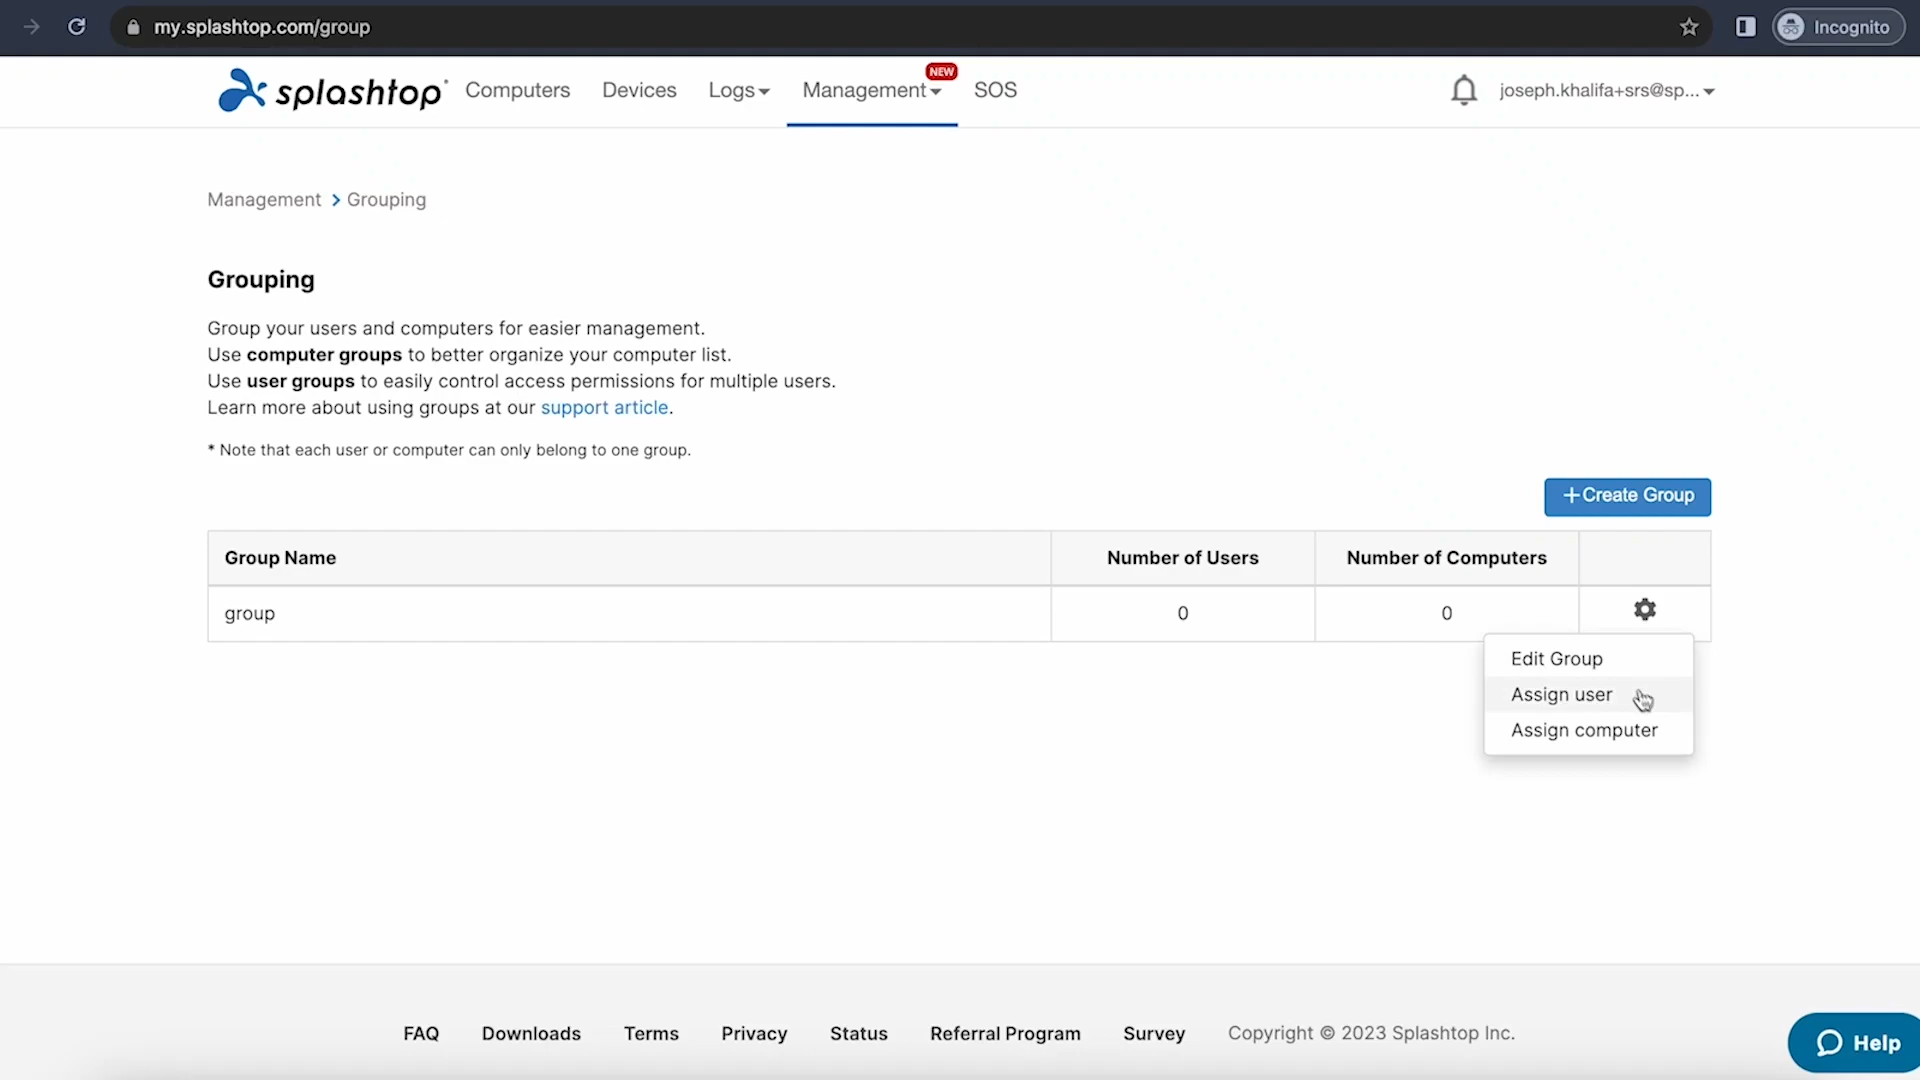 my.splashtop.com/group
Incognito
splashtop
Computers
Devices
Logs
Management
NEW
SOS
joseph.khalifa+srs@sp...
Management > Grouping
Grouping
Group your users and computers for easier management.
Use computer groups to better organize your computer list.
Use user groups to easily control access permissions for multiple users.
Learn more about using groups at our support article.
* Note that each user or computer can only belong to one group.
+Create Group
Group Name
Number of Users
Number of Computers
group
0
0
Edit Group
Assign user
Assign computer
FAQ
Downloads
Terms
Privacy
Status
Referral Program
Survey
Copyright © 2023 Splashtop Inc.
Help